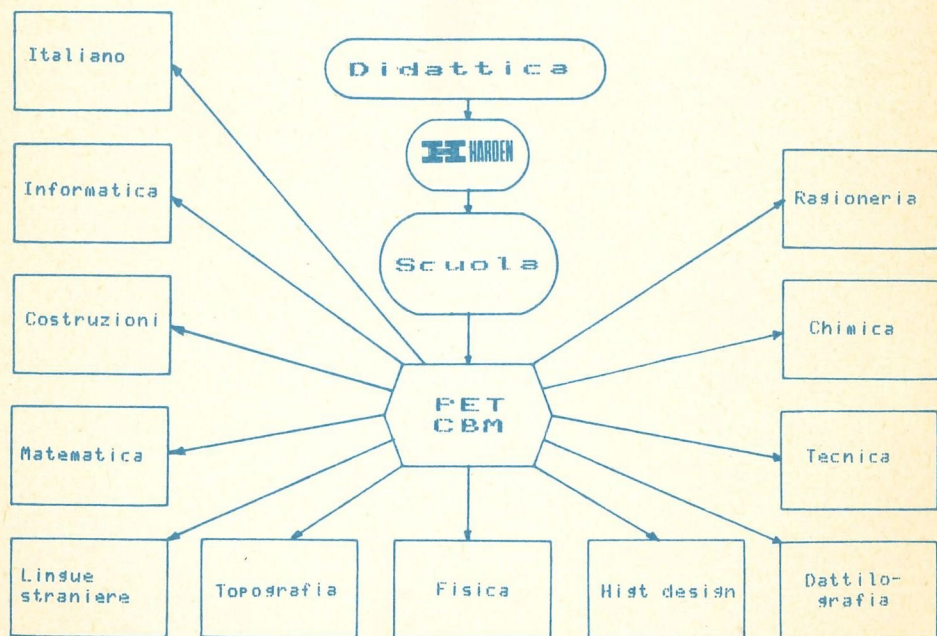 Italiano
Didattica
HARDEN
Informatica
Ragioneria
Scuola
Costruzioni
Chimica
PET
CBM
Matematica
Tecnica
Lingue
straniere
Topografia
Fisica
Higt design
Dattilo-
grafia